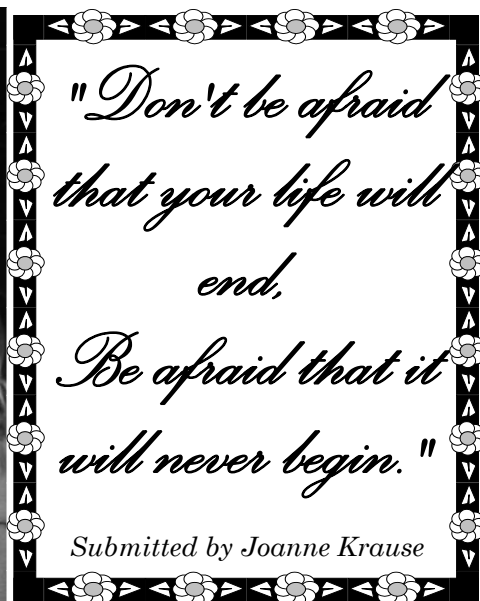 "Don't be afraid
that your life will
end,
Be afraid that it
will never begin."
Submitted by Joanne Krause